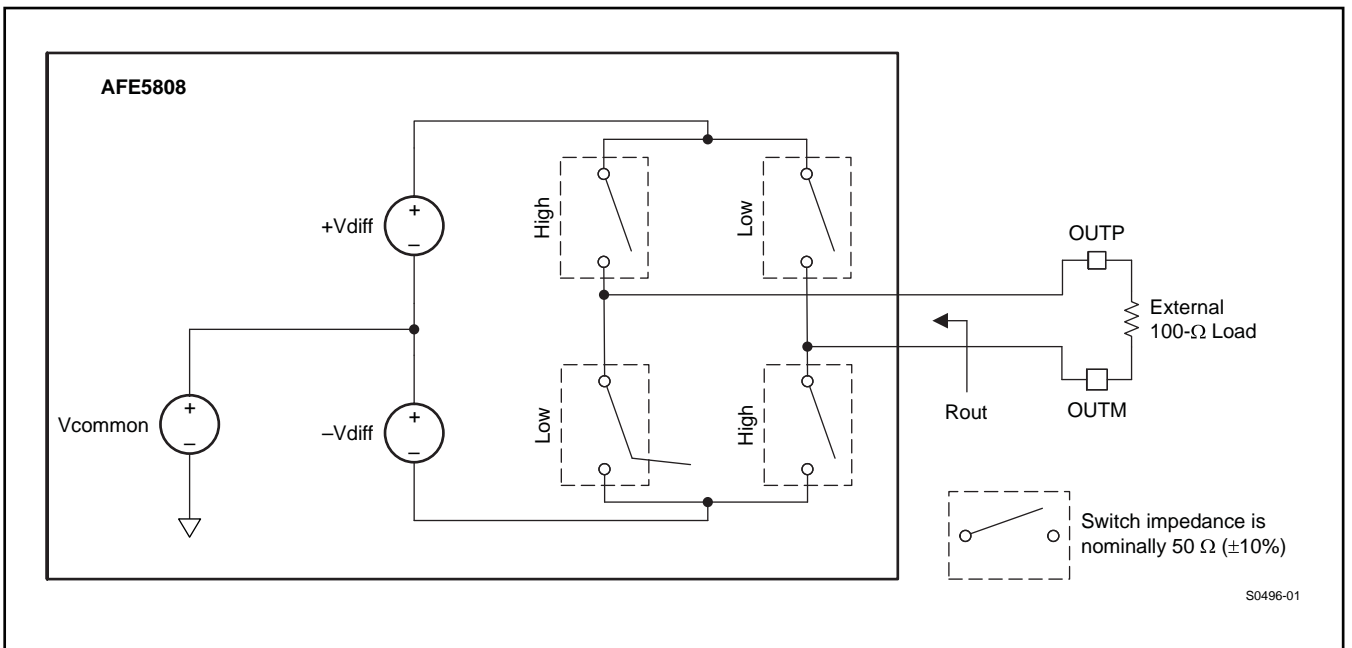 AFE5808
+Vdiff
+
–
High
Low
OUTP
External
100-Ω Load
Vcommon
+
–
–Vdiff
+
–
Low
High
Rout
OUTM
Switch impedance is
nominally 50 Ω (±10%)
S0496-01